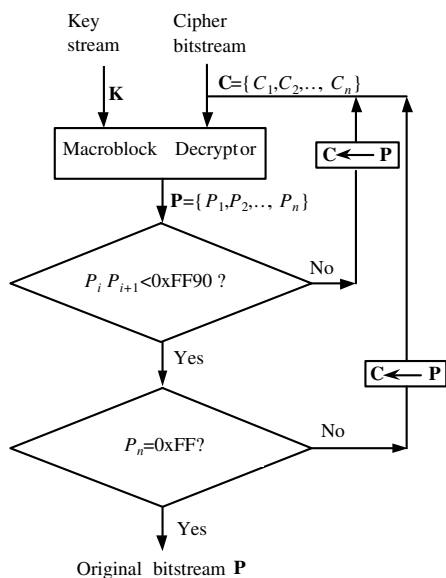 Key stream
Cipher bitstream
K
C={C₁,C₂,.., Cₙ}
Macroblock Decryptor
C ← P
P={P₁,P₂,.., Pₙ}
PᵢPᵢ₊₁<0xFF90 ?
No
Yes
C ← P
Pₙ=0xFF?
No
Yes
Original bitstream P